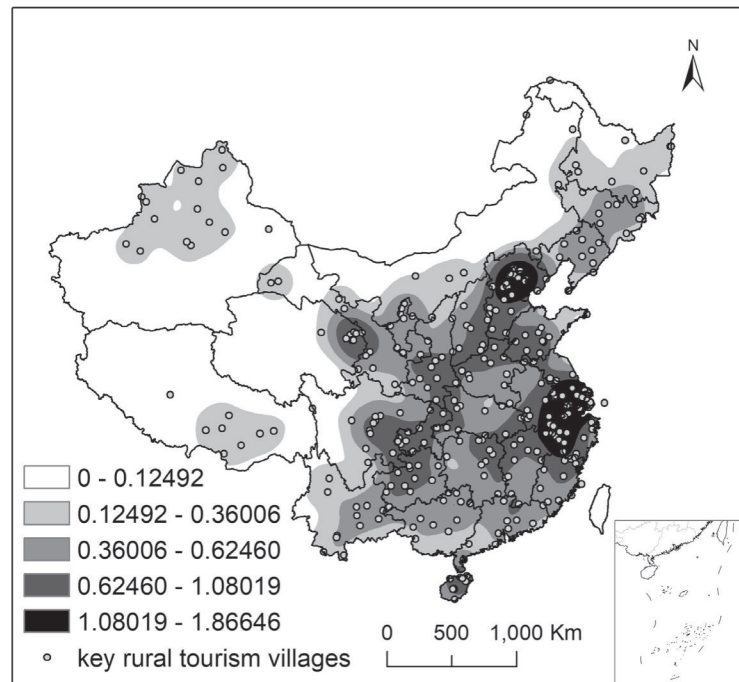 N
0 - 0.12492
0.12492 - 0.36006
0.36006 - 0.62460
0.62460 - 1.08019
1.08019 - 1.86646
key rural tourism villages
0 500 1,000 Km